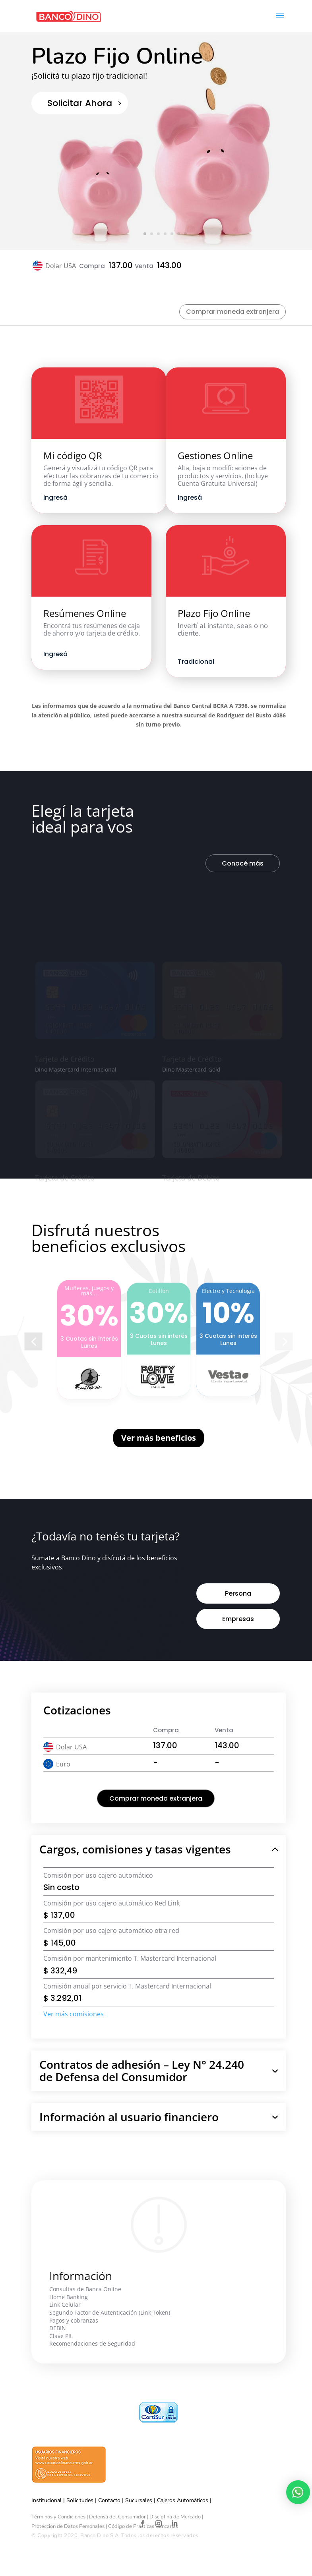 BANCO DINO
Plazo Fijo Online
¡Solicitá tu plazo fijo tradicional!
Solicitar Ahora
Dolar USA Compra 137.00 Venta 143.00
Comprar moneda extranjera
Mi código QR
Generá y visualizá tu código QR para
efectuar las cobranzas de tu comercio
de forma ágil y sencilla.
Ingresá
Gestiones Online
Alta, baja o modificaciones de
productos y servicios. (Incluye
Cuenta Gratuita Universal)
Ingresá
Resúmenes Online
Encontrá tus resúmenes de caja
de ahorro y/o tarjeta de crédito.
Ingresá
Plazo Fijo Online
Invertí al instante, seas o no
cliente.
Tradicional
Les informamos que de acuerdo a la normativa del Banco Central BCRA A 7398, se normaliza
la atención al público, usted puede acercarse a nuestra sucursal de Rodríguez del Busto 4086
sin turno previo.
Elegí la tarjeta
ideal para vos
Conocé más
Tarjeta de Crédito
Dino Mastercard Internacional
Tarjeta de Crédito
Dino Mastercard Gold
Disfrutá nuestros
beneficios exclusivos
Muñecas, Juegos y
más...
30%
3 Cuotas sin interés
Lunes
Cotillón
30%
3 Cuotas sin interés
Lunes
PARTY
LOVE
COTILLON
Electro y Tecnología
10%
3 Cuotas sin interés
Lunes
Vesta
Ver más beneficios
¿Todavía no tenés tu tarjeta?
Sumate a Banco Dino y disfrutá de los beneficios
exclusivos.
Persona
Empresas
Cotizaciones
Compra Venta
Dolar USA 137.00 143.00
Euro - -
Comprar moneda extranjera
Cargos, comisiones y tasas vigentes
Comisión por uso cajero automático
Sin costo
Comisión por uso cajero automático Red Link
$ 137,00
Comisión por uso cajero automático otra red
$ 145,00
Comisión por mantenimiento T. Mastercard Internacional
$ 332,49
Comisión anual por servicio T. Mastercard Internacional
$ 3.292,01
Ver más comisiones
Contratos de adhesión – Ley N° 24.240
de Defensa del Consumidor
Información al usuario financiero
Información
Consultas de Banca Online
Home Banking
Link Celular
Segundo Factor de Autenticación (Link Token)
Pagos y cobranzas
DEBIN
Clave PIL
Recomendaciones de Seguridad
CertiSur
USUARIOS FINANCIEROS
Visitá nuestra web
www.usuariosfinancieros.gob.ar
Institucional | Solicitudes | Contacto | Sucursales | Cajeros Automáticos |
Términos y Condiciones | Defensa del Consumidor | Disciplina de Mercado |
Protección de Datos Personales | Código de Prácticas
© Copyright 2020. Banco Dino S.A. Todos los derechos reservados.